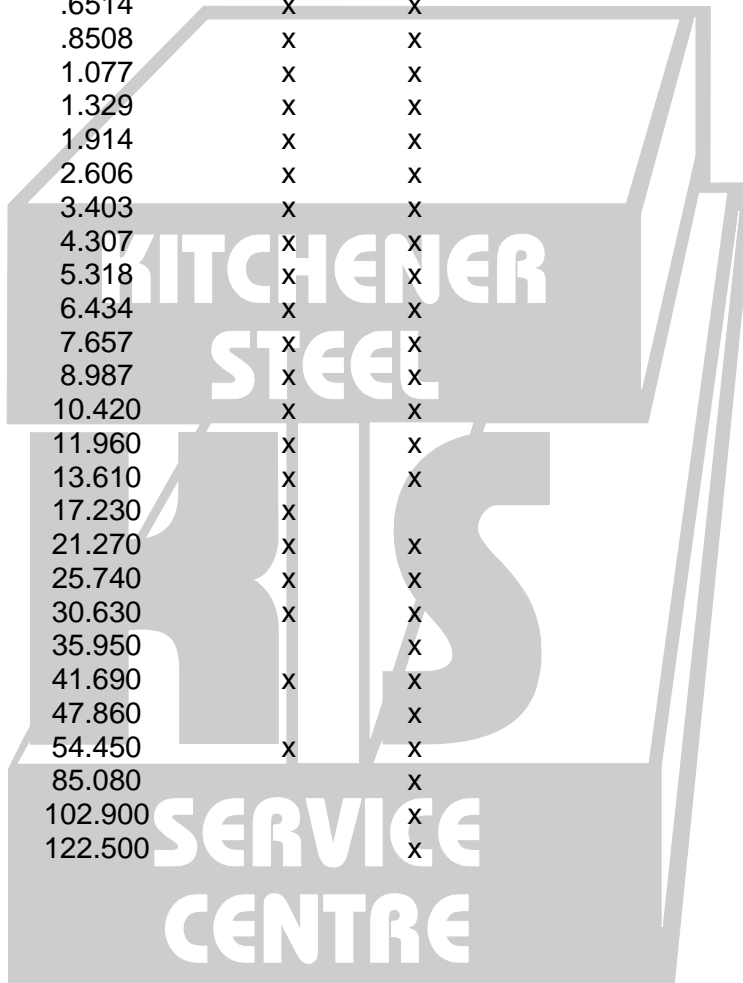 .6514 x x
.8508 x x
1.077 x x
1.329 x x
1.914 x x
2.606 x x
3.403 x x
4.307 x x
5.318 x x
6.434 x x
7.657 x x
8.987 x x
10.420 x x
11.960 x x
13.610 x x
17.230 x
21.270 x x
25.740 x x
30.630 x x
35.950 x
41.690 x x
47.860 x
54.450 x x
85.080 x
102.900 x
122.500 x
KITCHENER
STEEL
KS
SERVICE
CENTRE